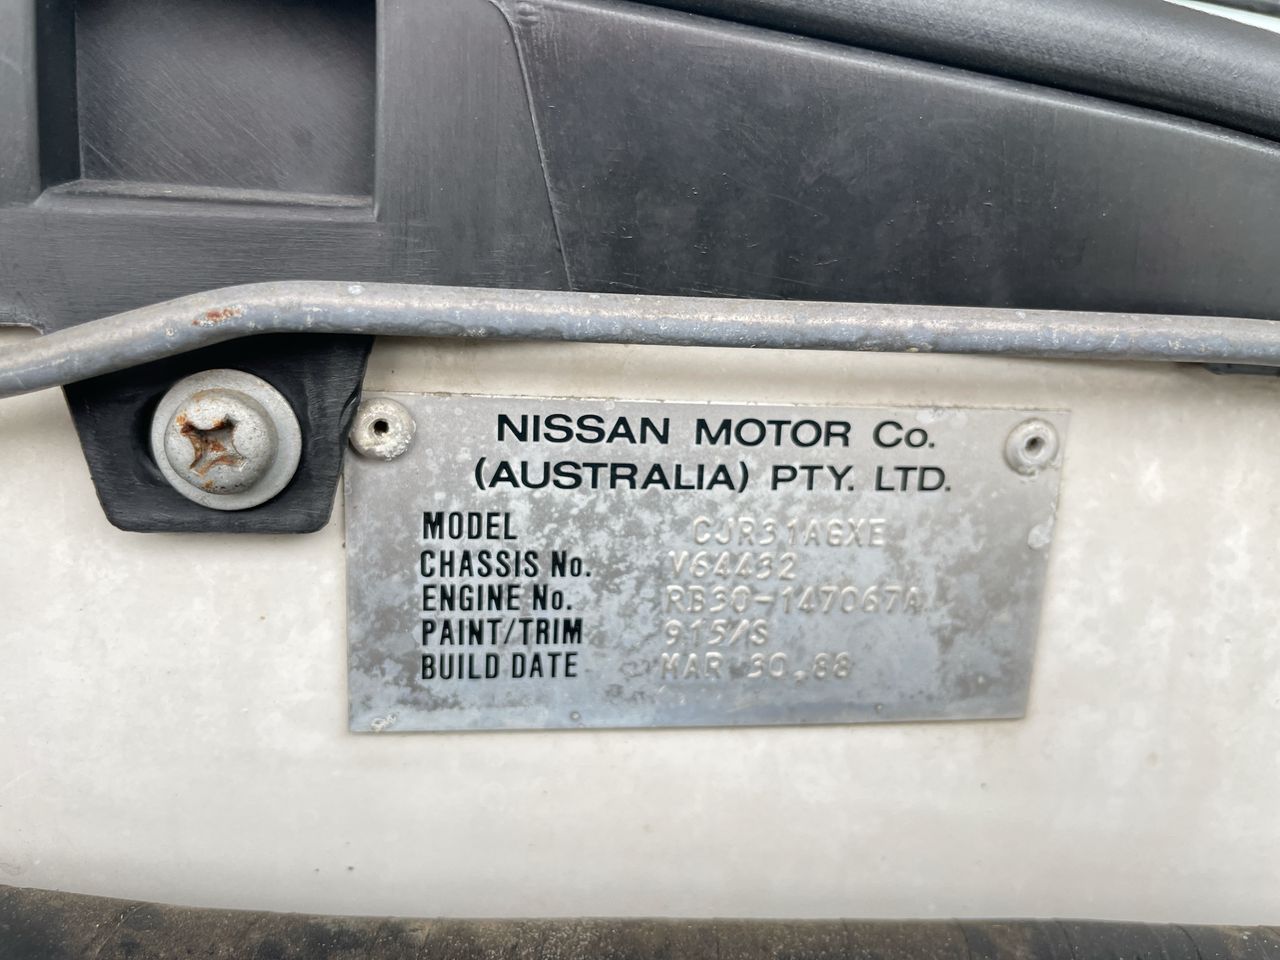 NISSAN MOTOR Co.
(AUSTRALIA) PTY. LTD.
MODEL CJR31AGXE
CHASSIS No. V64432
ENGINE No. RB30-147067A
PAINT/TRIM 915/S
BUILD DATE MAR 30,88